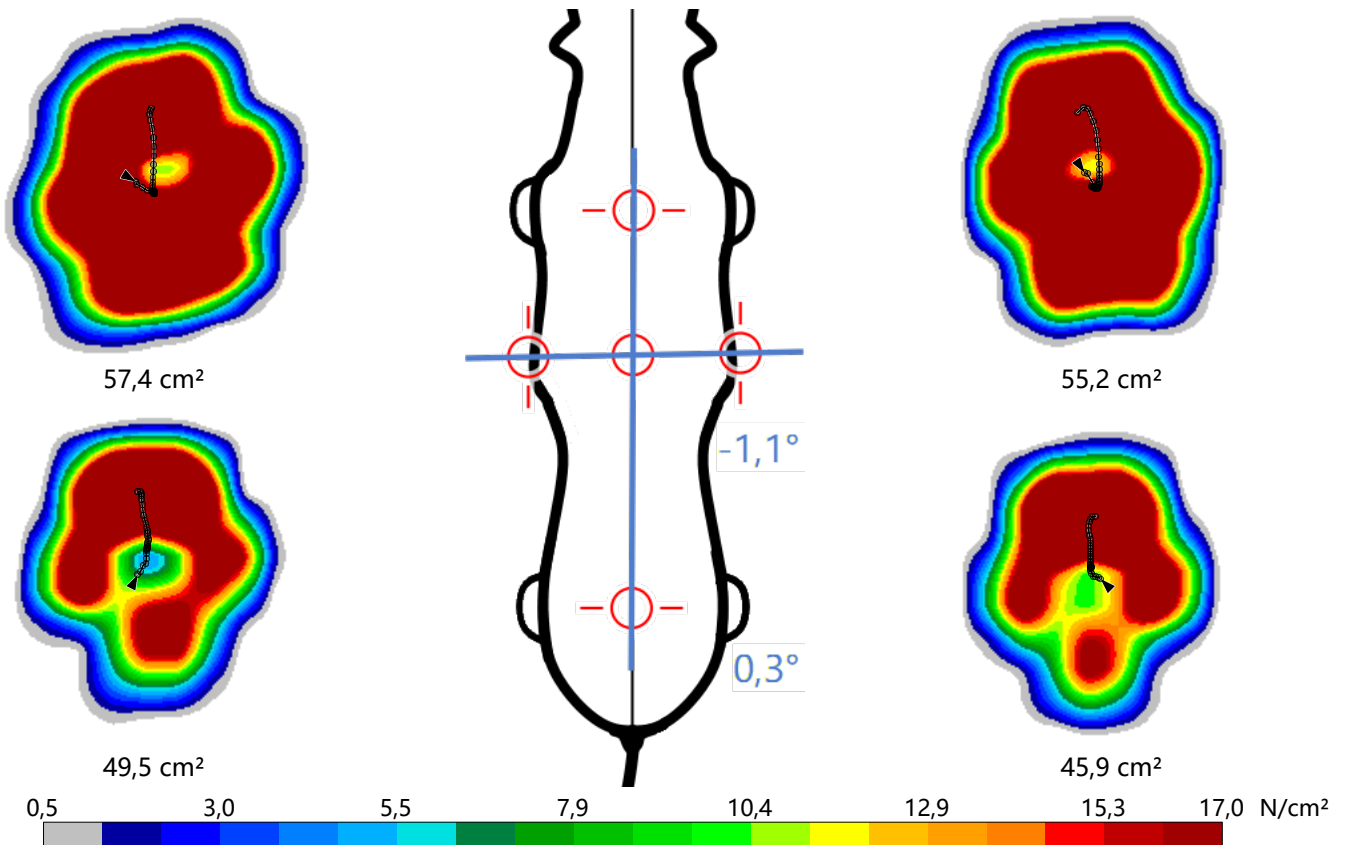 57,4 cm²
55,2 cm²
-1,1°
0,3°
49,5 cm²
45,9 cm²
0,5 3,0 5,5 7,9 10,4 12,9 15,3 17,0 N/cm²